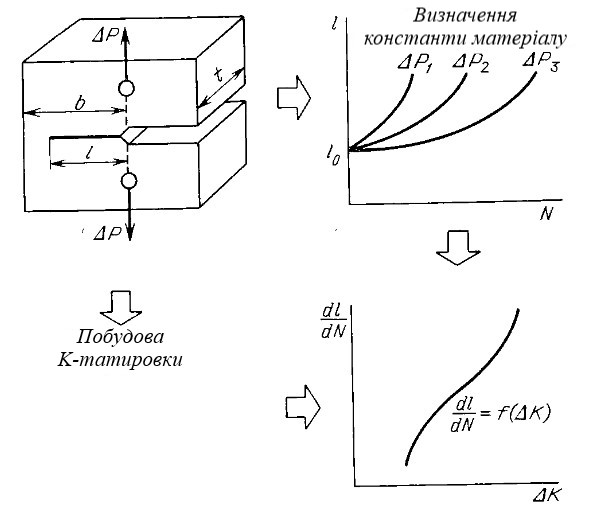 ΔP
b
t
l
ΔP
Побудова
К-татировки
Визначення
константи матеріалу
l
ΔP₁
ΔP₂
ΔP₃
l₀
N
dl/dN
dl/dN = f(ΔK)
ΔK